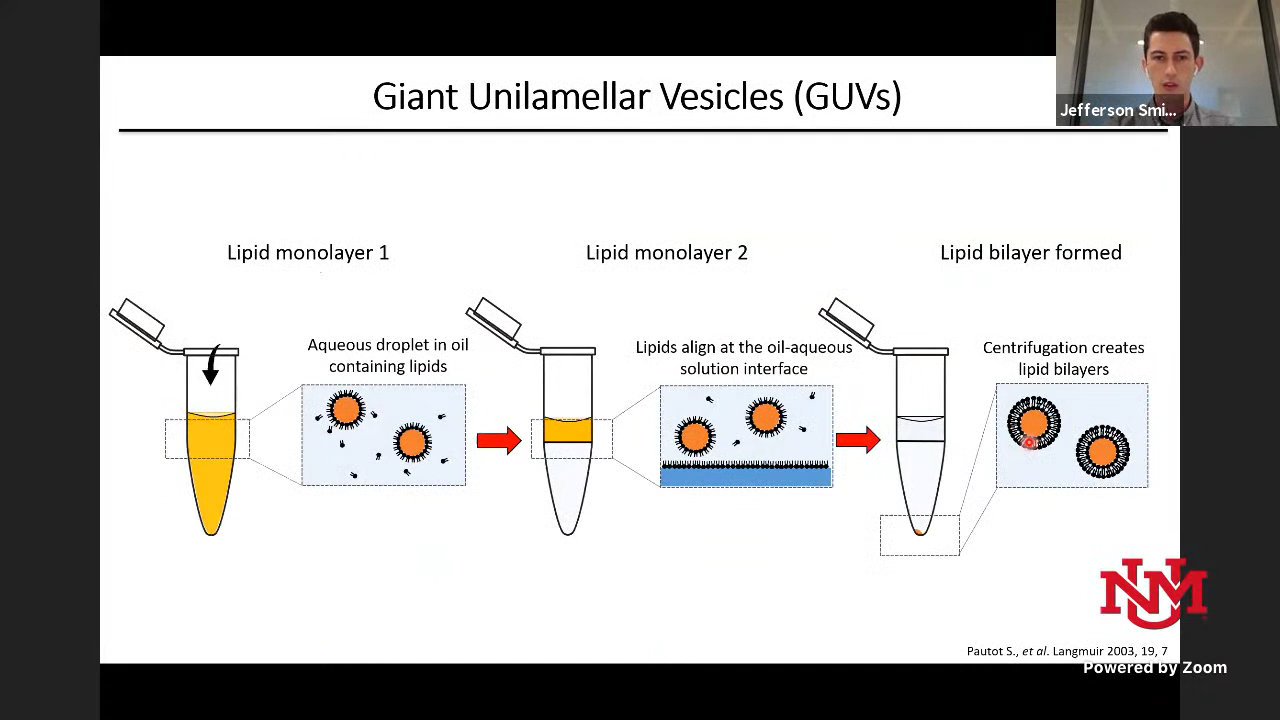 Giant Unilamellar Vesicles (GUVs)
Jefferson Smi...
Lipid monolayer 1
Lipid monolayer 2
Lipid bilayer formed
Aqueous droplet in oil
containing lipids
Lipids align at the oil-aqueous
solution interface
Centrifugation creates
lipid bilayers
UNM
Pautot S., et al. Langmuir 2003, 19, 7
Powered by Zoom